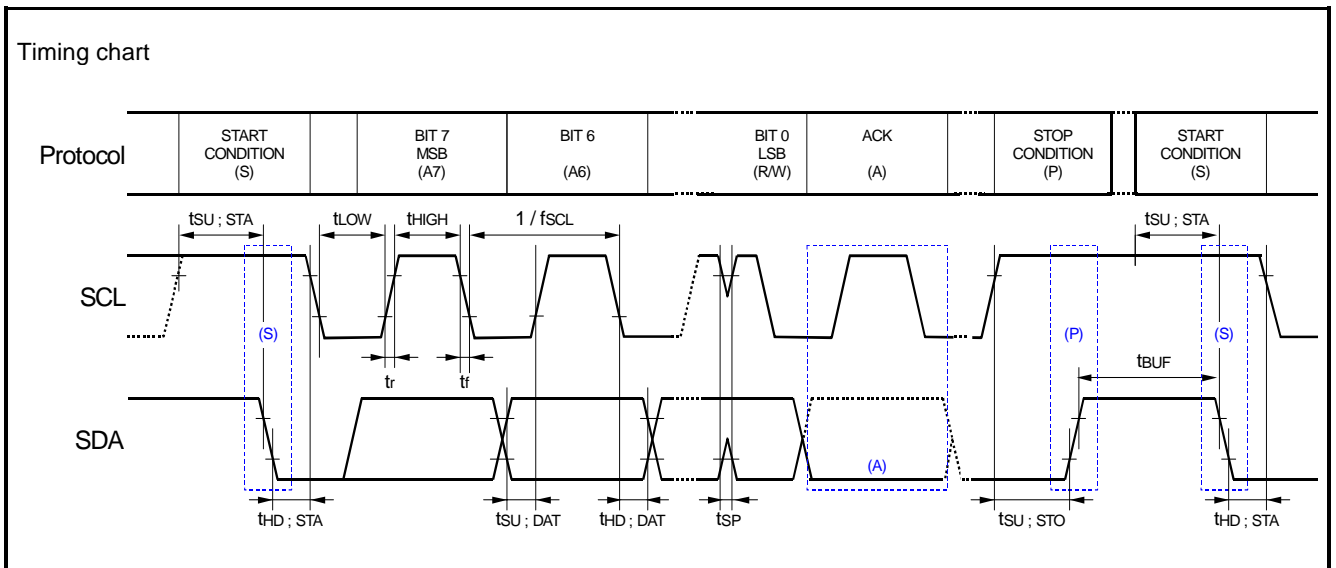 Timing chart
Protocol
START
CONDITION
(S)
BIT 7
MSB
(A7)
BIT 6
(A6)
BIT 0
LSB
(R/W)
ACK
(A)
STOP
CONDITION
(P)
START
CONDITION
(S)
tSU ; STA
tLOW
tHIGH
1 / fSCL
tSU ; STA
SCL
(S)
(P)
(S)
tr
tf
tBUF
SDA
(A)
tHD ; STA
tSU ; DAT
tHD ; DAT
tSP
tSU ; STO
tHD ; STA